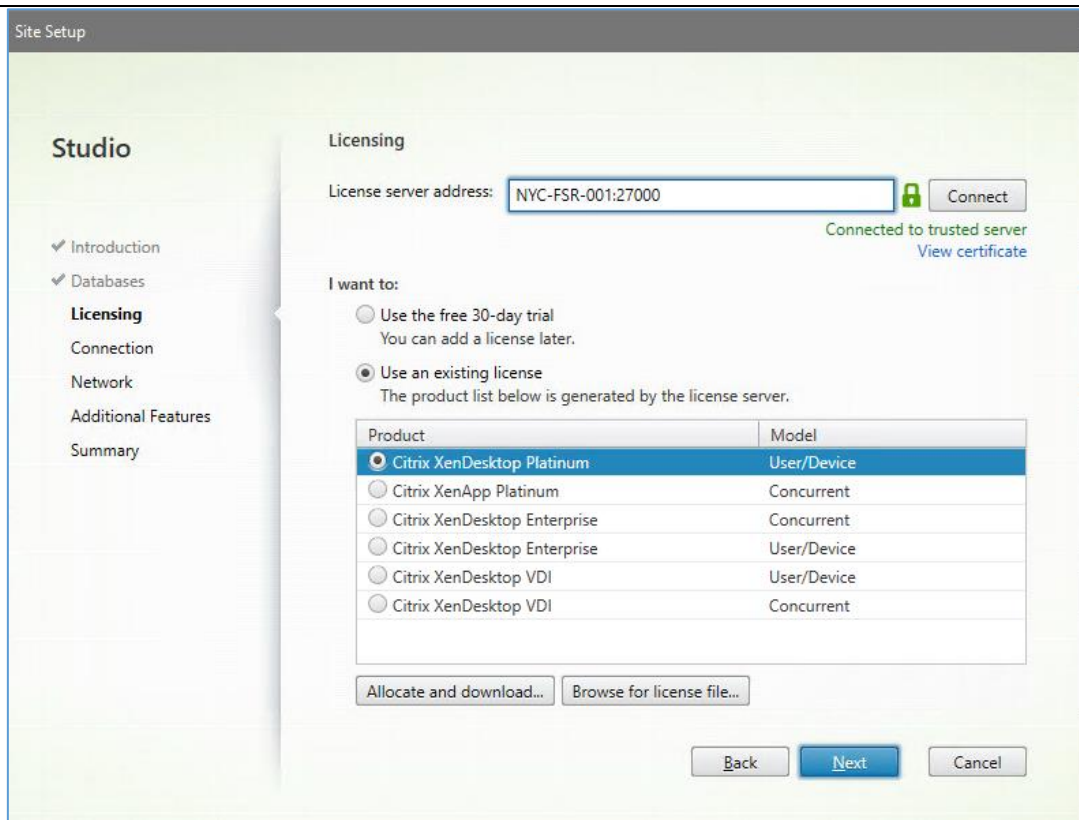 Site Setup
Studio
Introduction
Databases
Licensing
Connection
Network
Additional Features
Summary
Licensing
License server address: NYC-FSR-001:27000 Connect
Connected to trusted server
View certificate
I want to:
Use the free 30-day trial
You can add a license later.
Use an existing license
The product list below is generated by the license server.
Product Model
Citrix XenDesktop Platinum User/Device
Citrix XenApp Platinum Concurrent
Citrix XenDesktop Enterprise Concurrent
Citrix XenDesktop Enterprise User/Device
Citrix XenDesktop VDI User/Device
Citrix XenDesktop VDI Concurrent
Allocate and download... Browse for license file...
Back Next Cancel